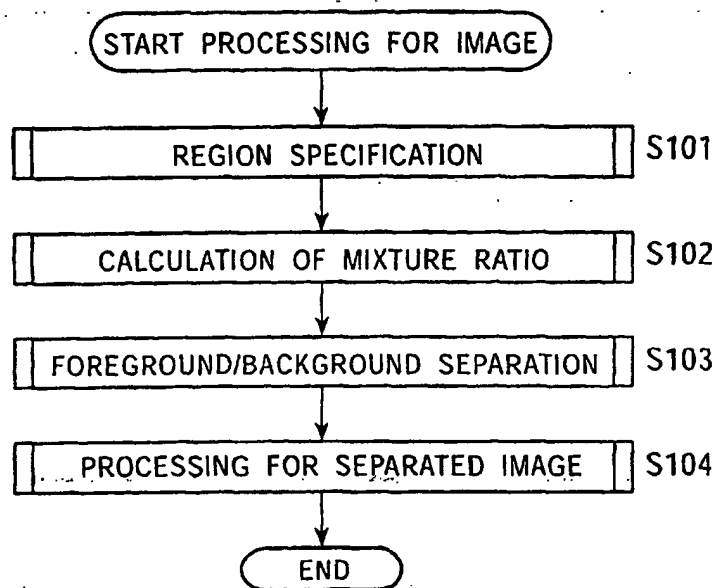 START PROCESSING FOR IMAGE
REGION SPECIFICATION S101
CALCULATION OF MIXTURE RATIO S102
FOREGROUND/BACKGROUND SEPARATION S103
PROCESSING FOR SEPARATED IMAGE S104
END